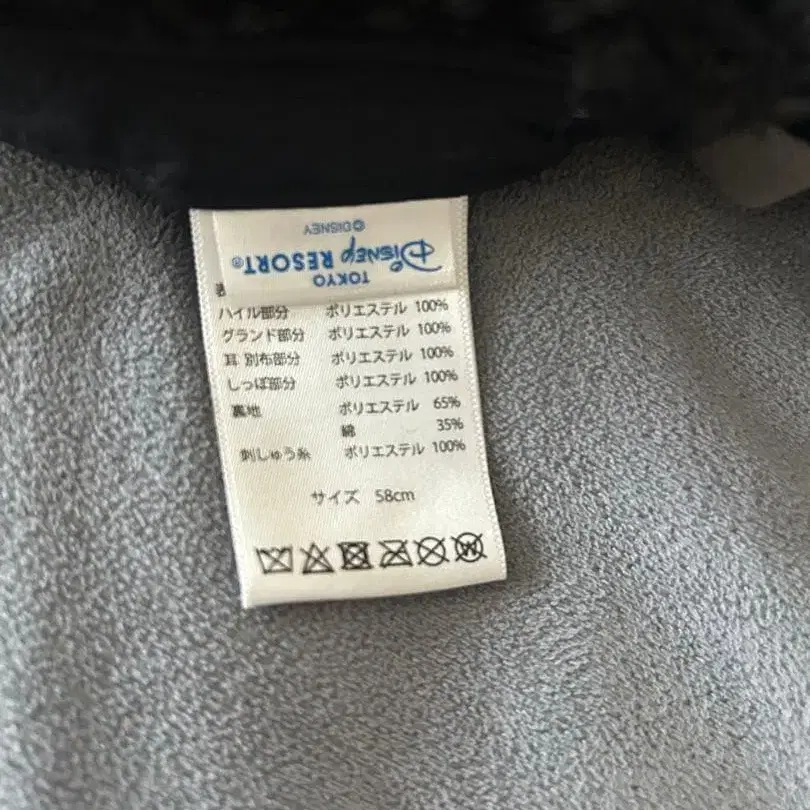 ©DISNEY
TOKYO
Disney RESORT®
パイル部分 ポリエステル 100%
グランド部分 ポリエステル 100%
耳 別布部分 ポリエステル 100%
しっぽ部分 ポリエステル 100%
裏地 ポリエステル 65%
綿 35%
刺しゅう糸 ポリエステル 100%
サイズ 58cm
W